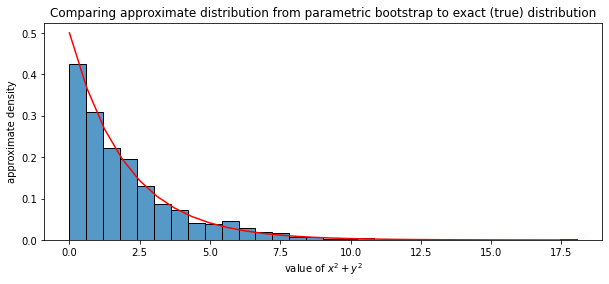 Comparing approximate distribution from parametric bootstrap to exact (true) distribution
0.5
0.4
0.3
0.2
0.1
0.0
approximate density
0.0 2.5 5.0 7.5 10.0 12.5 15.0 17.5
value of x² + y²